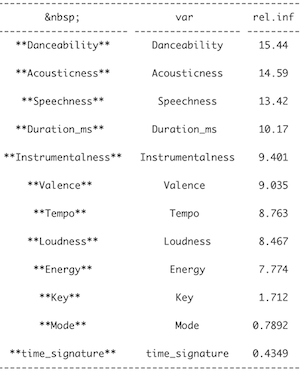 &nbsp; var rel.inf
**Danceability** Danceability 15.44
**Acousticness** Acousticness 14.59
**Speechness** Speechness 13.42
**Duration_ms** Duration_ms 10.17
**Instrumentalness** Instrumentalness 9.401
**Valence** Valence 9.035
**Tempo** Tempo 8.763
**Loudness** Loudness 8.467
**Energy** Energy 7.774
**Key** Key 1.712
**Mode** Mode 0.7892
**time_signature** time_signature 0.4349